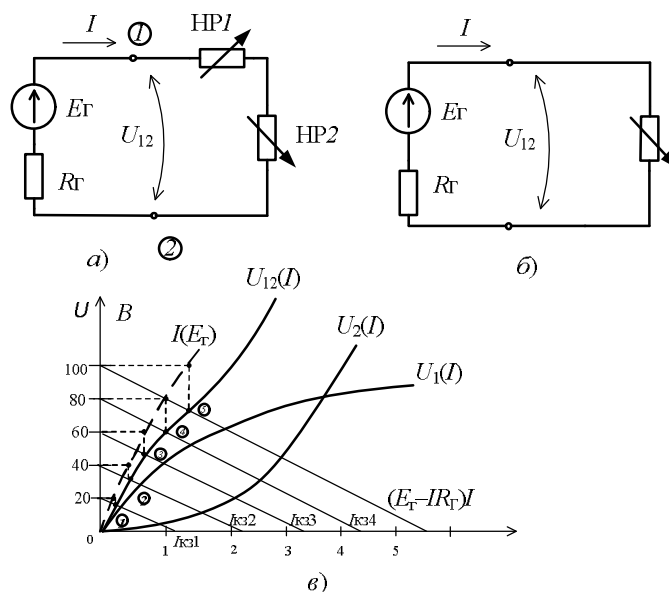 I
1
НР1
Eг
U12
НР2
Rг
2
а)
I
Eг
U12
Rг
б)
U
В
I(Eг)
U12(I)
U2(I)
U1(I)
100
80
60
40
20
0
1
2
3
4
5
(Eг–IRг)I
Iкз1
Iкз2
Iкз3
Iкз4
1
2
3
4
5
в)